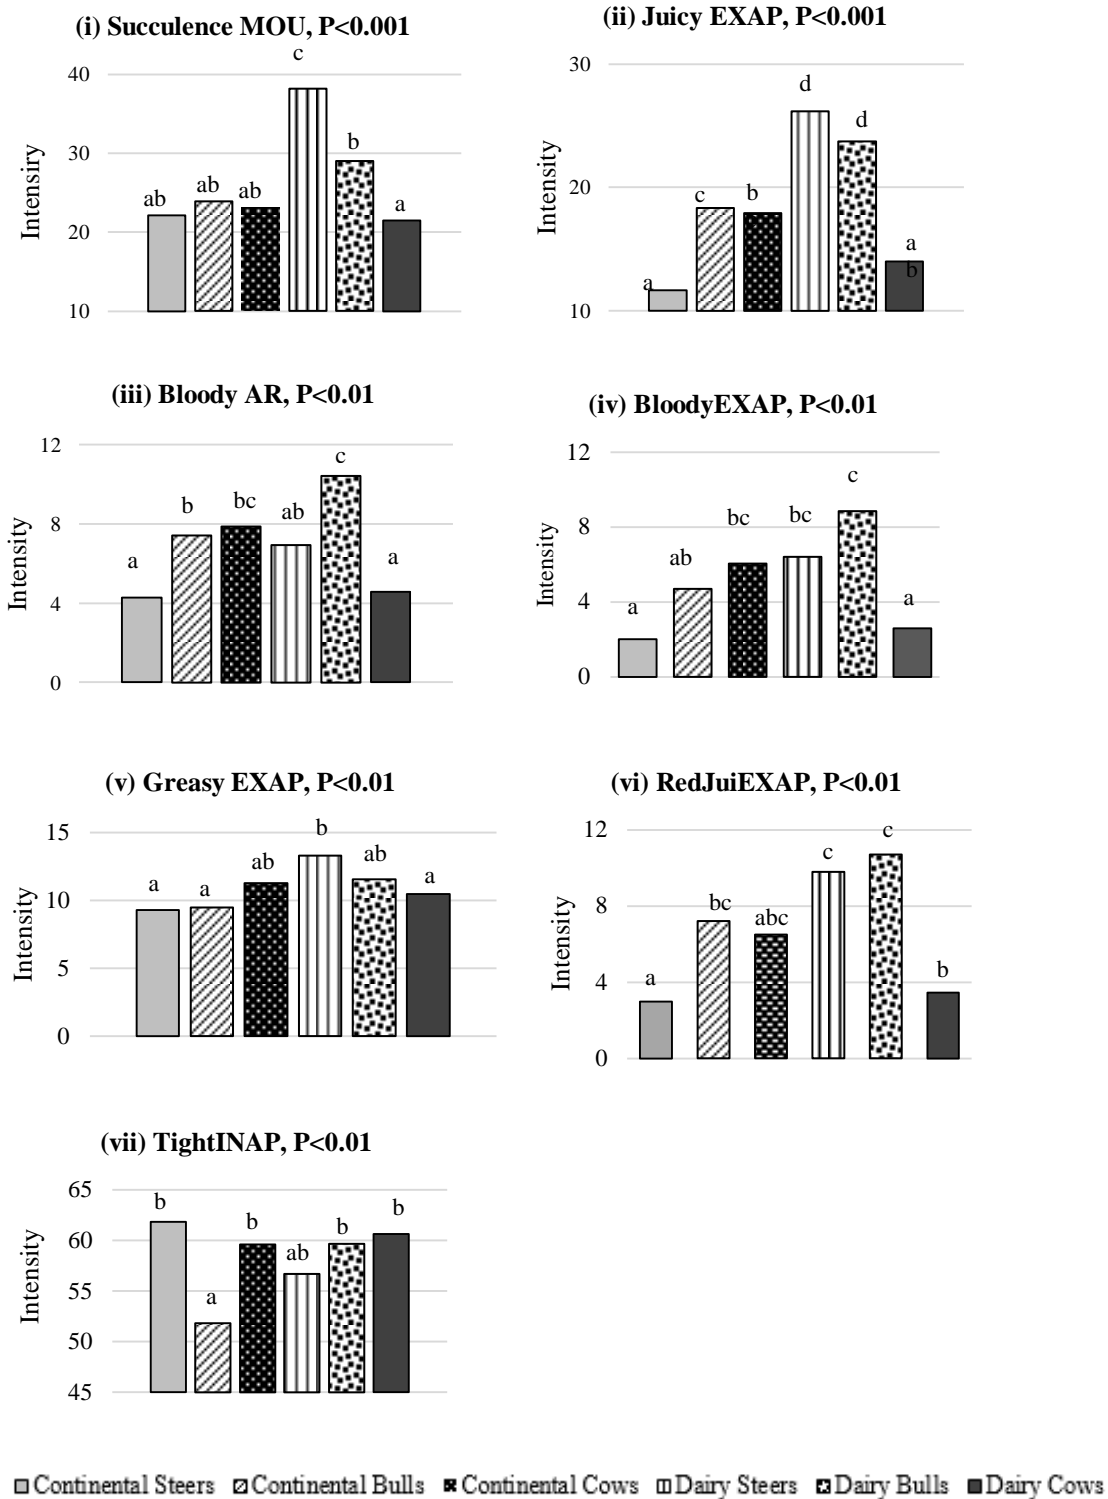 (i) Succulence MOU, P<0.001
c
40
30
20
10
Intensiry
ab
ab
ab
b
a
(ii) Juicy EXAP, P<0.001
30
20
10
Intensity
a
c
b
d
d
a
b
(iii) Bloody AR, P<0.01
12
8
4
0
Intensity
a
b
bc
ab
c
a
(iv) BloodyEXAP, P<0.01
12
8
4
0
Intensity
a
ab
bc
bc
c
a
(v) Greasy EXAP, P<0.01
15
10
5
0
Intensity
a
a
ab
b
ab
a
(vi) RedJuiEXAP, P<0.01
12
8
4
0
Intensity
a
bc
abc
c
c
b
(vii) TightINAP, P<0.01
65
60
55
50
45
Intensity
b
a
b
ab
b
b
Continental Steers Continental Bulls Continental Cows Dairy Steers Dairy Bulls Dairy Cows